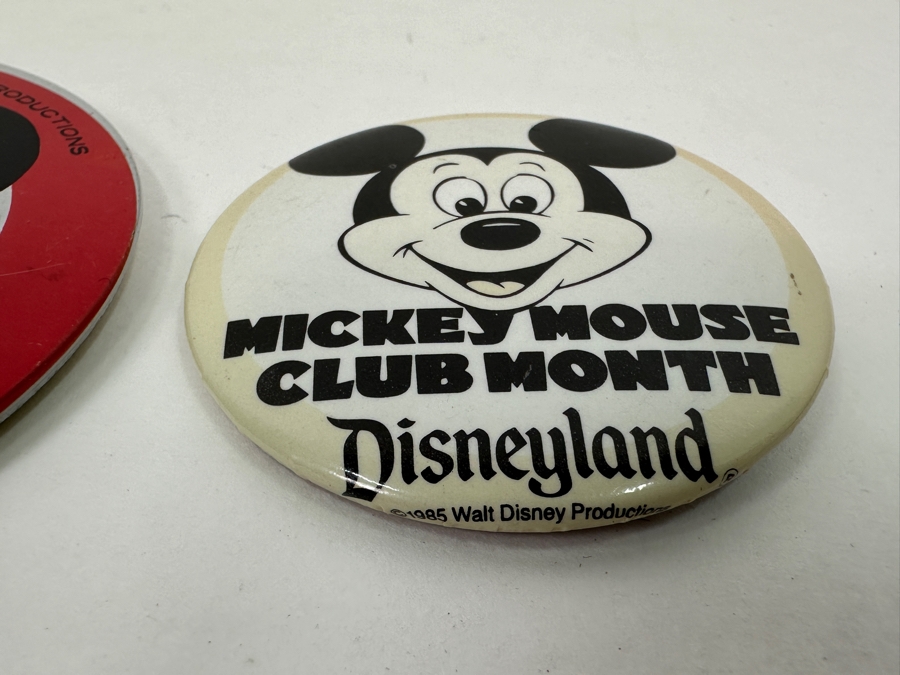 RODUCTIONS
MICKEY MOUSE
CLUB MONTH
Disneyland®
©1985 Walt Disney Productions